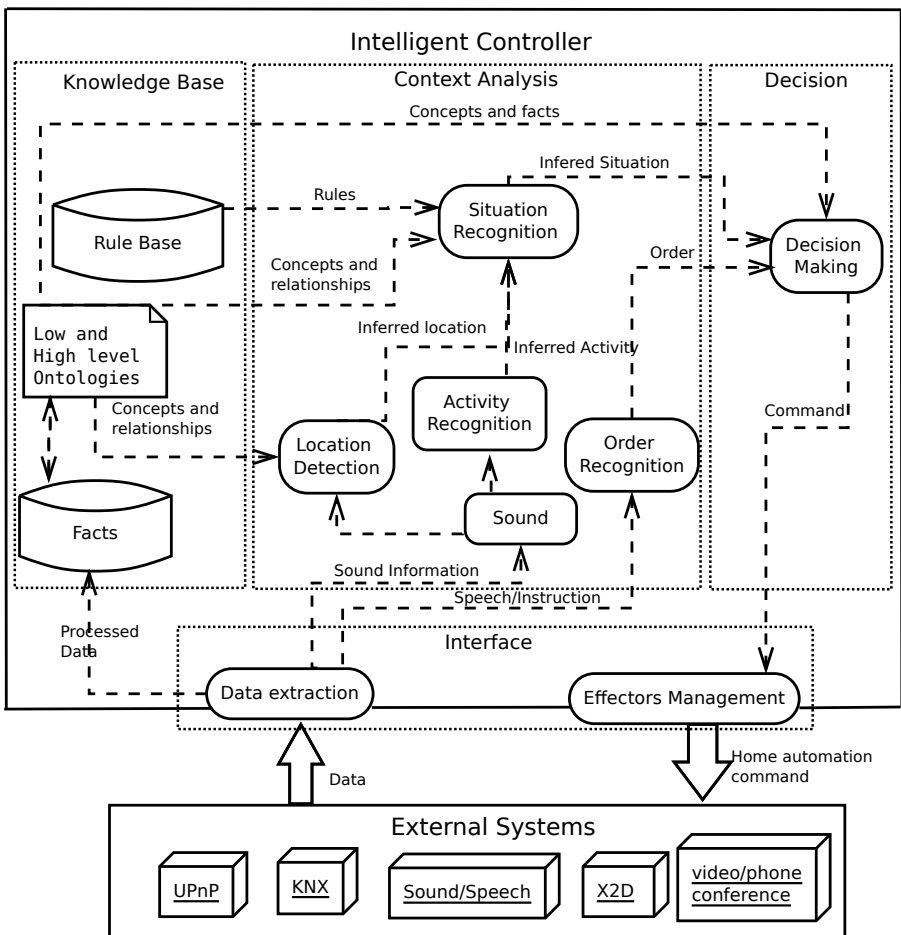 Intelligent Controller
Knowledge Base
Context Analysis
Decision
Concepts and facts
Infered Situation
Rules
Situation
Recognition
Rule Base
Order
Decision
Making
Concepts and
relationships
Low and
High level
Ontologies
Inferred location
Inferred Activity
Concepts and
relationships
Activity
Recognition
Command
Location
Detection
Order
Recognition
Sound
Facts
Sound Information
Speech/Instruction
Processed
Data
Interface
Data extraction
Effectors Management
Data
Home automation
command
External Systems
UPnP
KNX
Sound/Speech
X2D
video/phone
conference